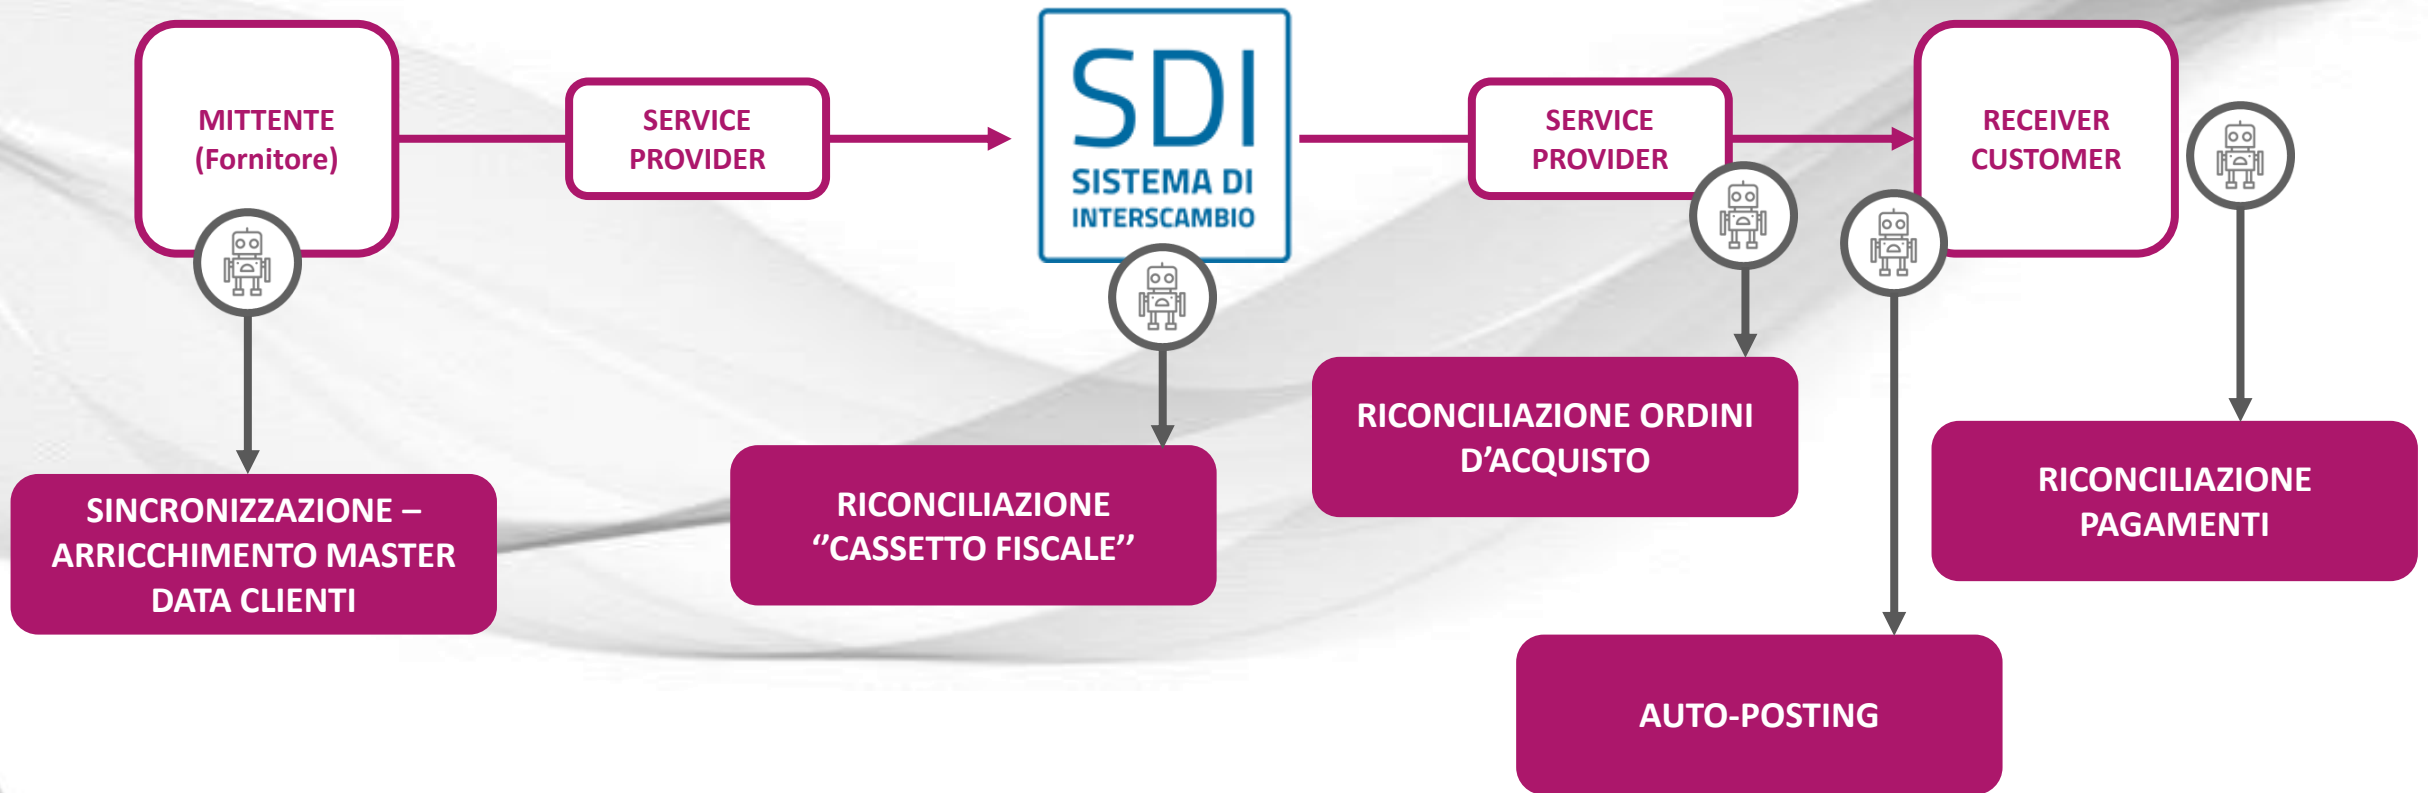 MITTENTE
(Fornitore)
SERVICE
PROVIDER
SDI
SISTEMA DI
INTERSCAMBIO
SERVICE
PROVIDER
RECEIVER
CUSTOMER
SINCRONIZZAZIONE –
ARRICCHIMENTO MASTER
DATA CLIENTI
RICONCILIAZIONE
‘’CASSETTO FISCALE’’
RICONCILIAZIONE ORDINI
D’ACQUISTO
RICONCILIAZIONE
PAGAMENTI
AUTO-POSTING